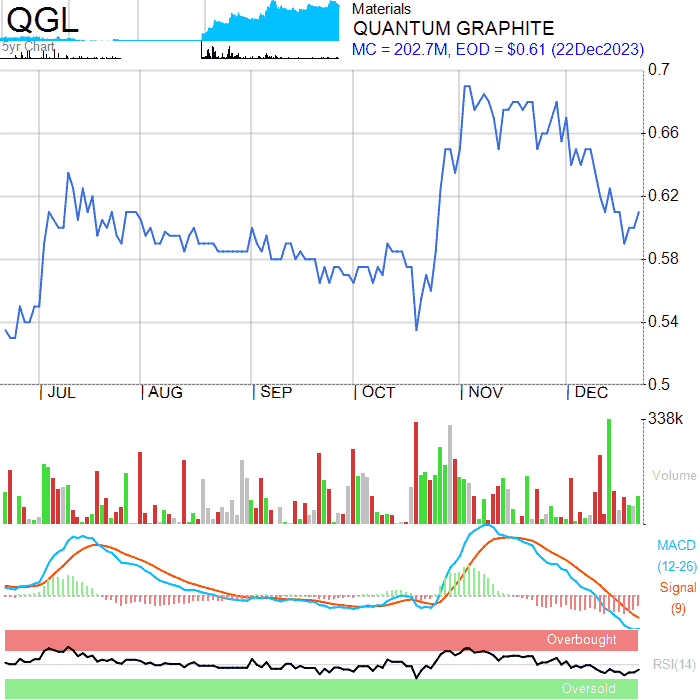 QGL
5yr Chart
Materials
QUANTUM GRAPHITE
MC = 202.7M, EOD = $0.61 (22Dec2023)
0.7
0.66
0.62
0.58
0.54
0.5
JUL
AUG
SEP
OCT
NOV
DEC
338k
Volume
MACD
(12-26)
Signal
(9)
Overbought
RSI(14)
Oversold